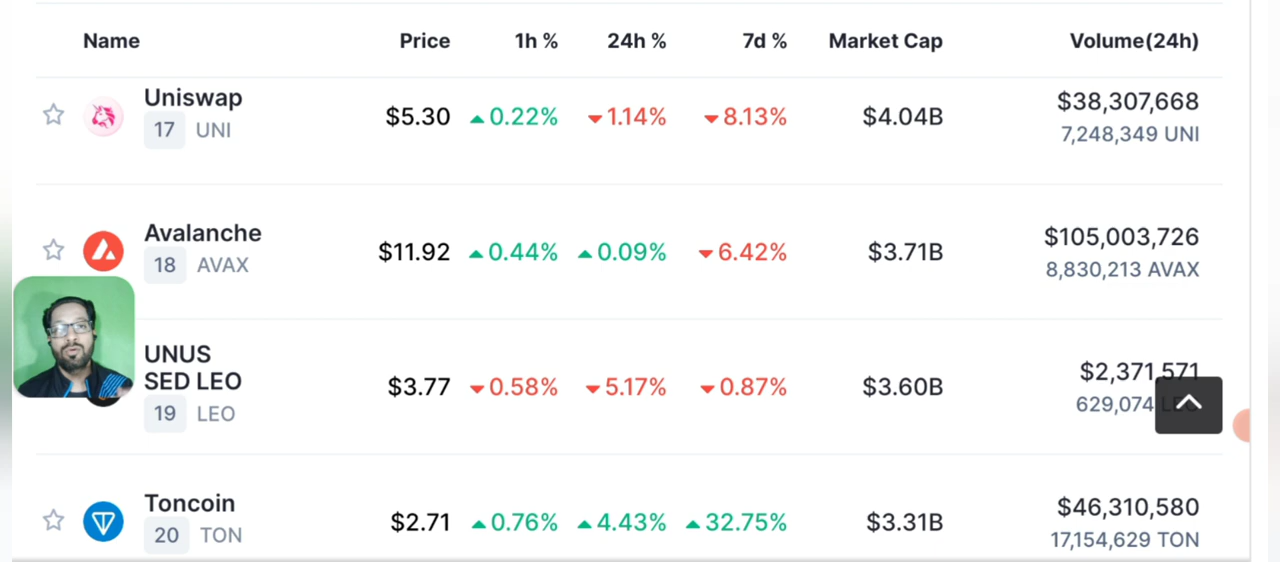 Name Price 1h % 24h % 7d % Market Cap Volume(24h)
Uniswap
17 UNI
$5.30 0.22% 1.14% 8.13% $4.04B
$38,307,668
7,248,349 UNI
Avalanche
18 AVAX
$11.92 0.44% 0.09% 6.42% $3.71B
$105,003,726
8,830,213 AVAX
UNUS
SED LEO
19 LEO
$3.77 0.58% 5.17% 0.87% $3.60B
$2,371,571
629,074 LEO
Toncoin
20 TON
$2.71 0.76% 4.43% 32.75% $3.31B
$46,310,580
17,154,629 TON